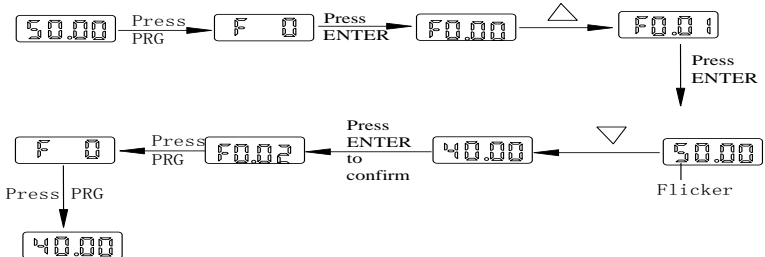 50.00 Press PRG F 0 Press ENTER F0.00 F0.01
Press
ENTER
F 0 Press PRG F0.02 Press ENTER to confirm 40.00 50.00
Flicker
Press PRG
40.00